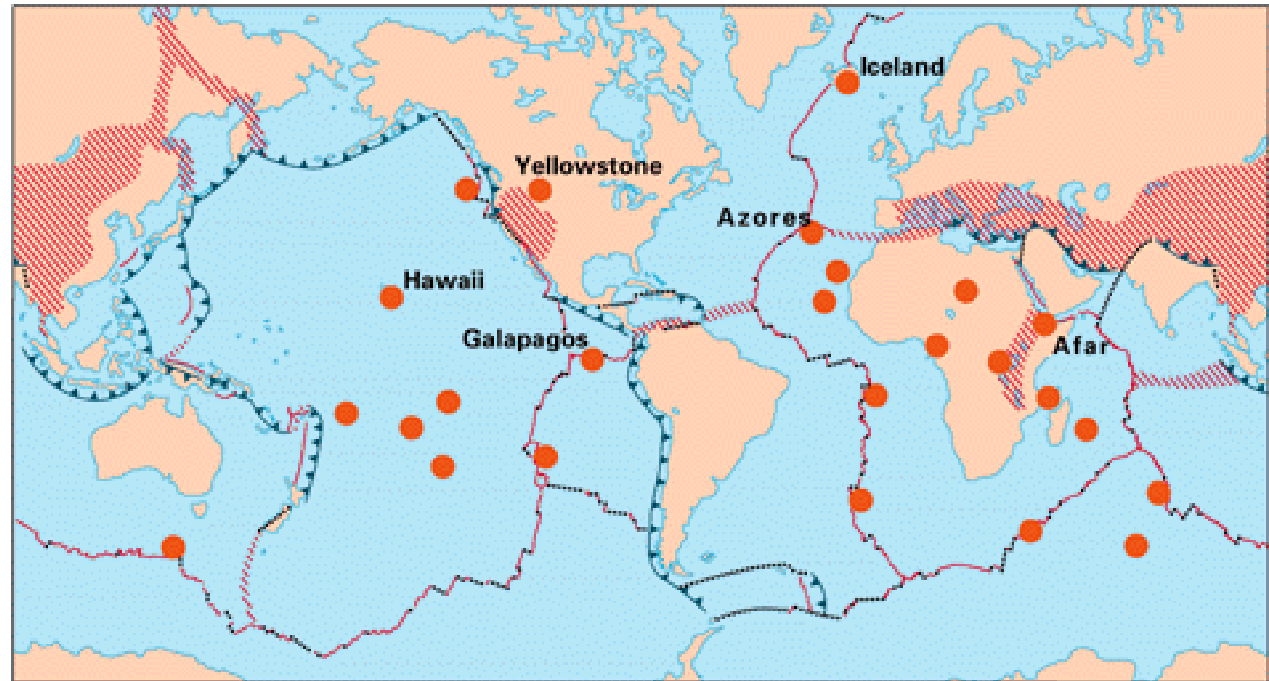 Iceland
Yellowstone
Azores
Hawaii
Galapagos
Afar